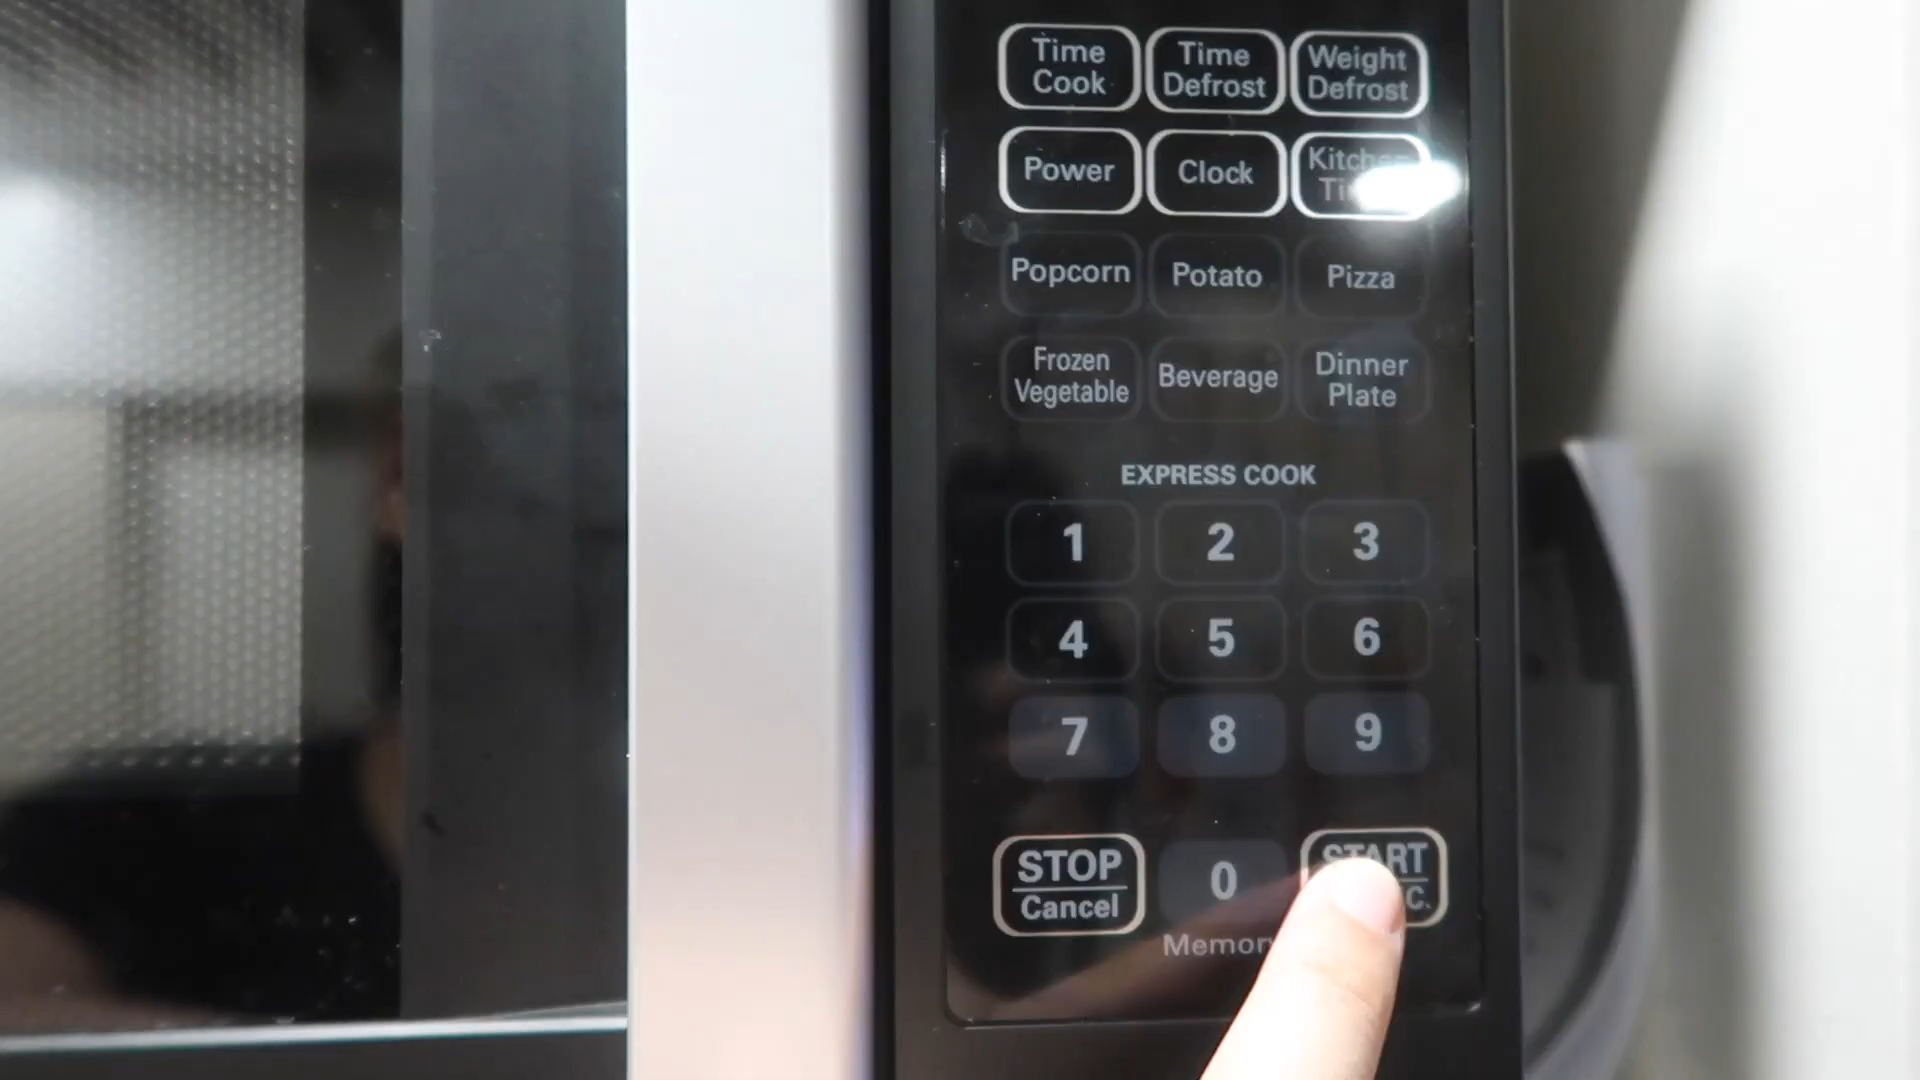 Time Cook
Time Defrost
Weight Defrost
Power
Clock
Popcorn
Potato
Pizza
Frozen Vegetable
Beverage
Dinner Plate
EXPRESS COOK
1 2 3
4 5 6
7 8 9
STOP
Cancel
0
START